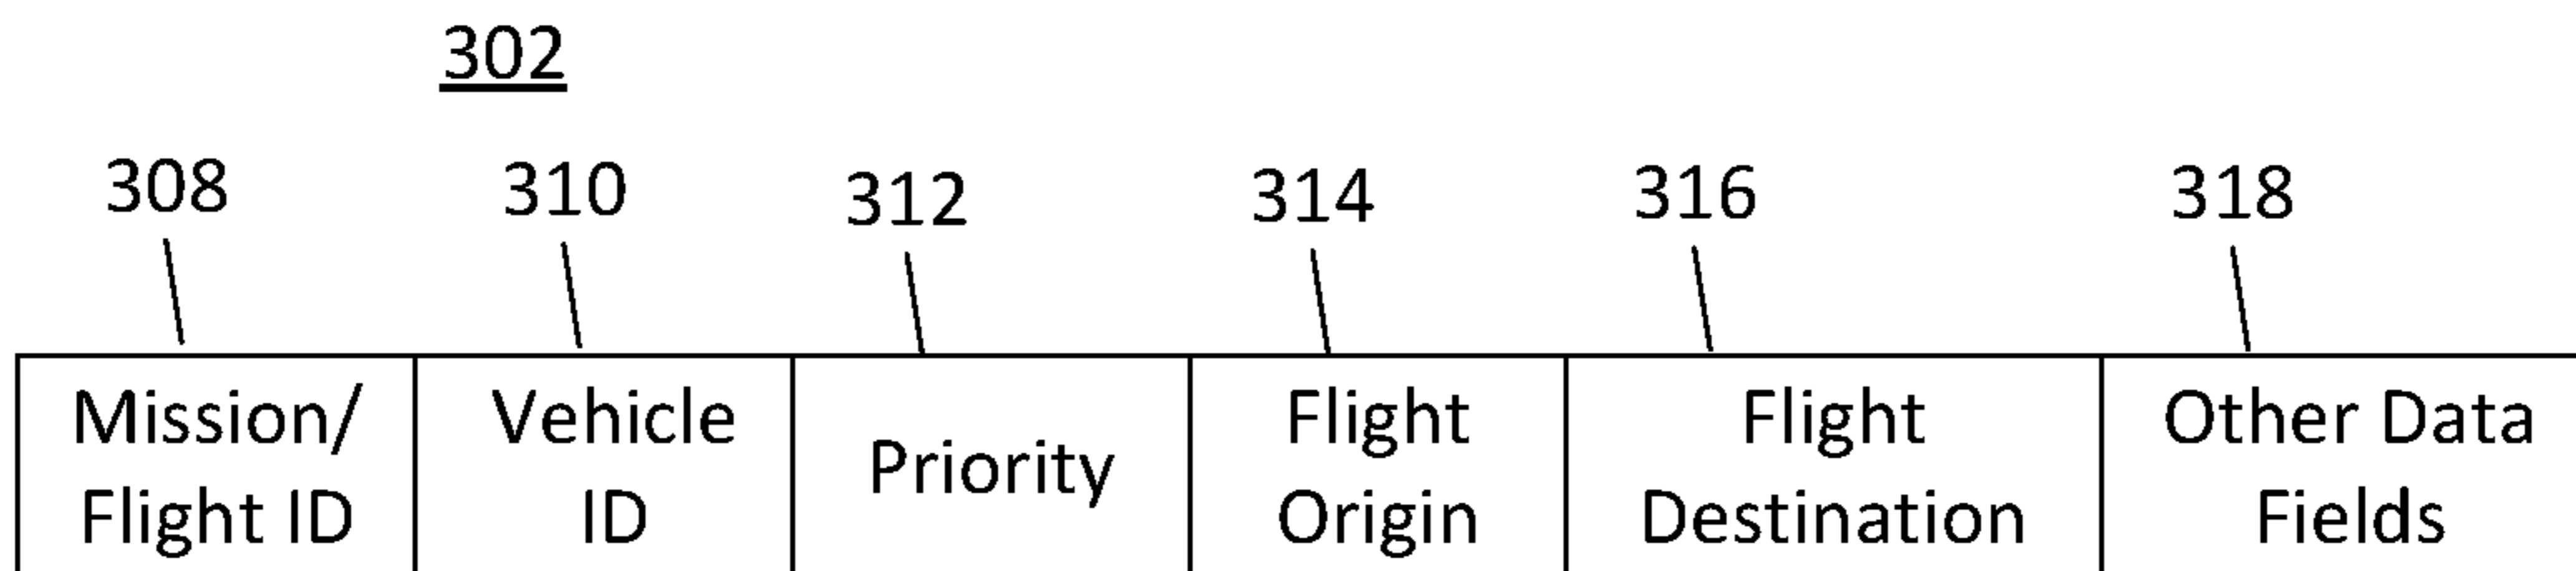 302
308 310 312 314 316 318
Mission/ Flight ID
Vehicle ID
Priority
Flight Origin
Flight Destination
Other Data Fields